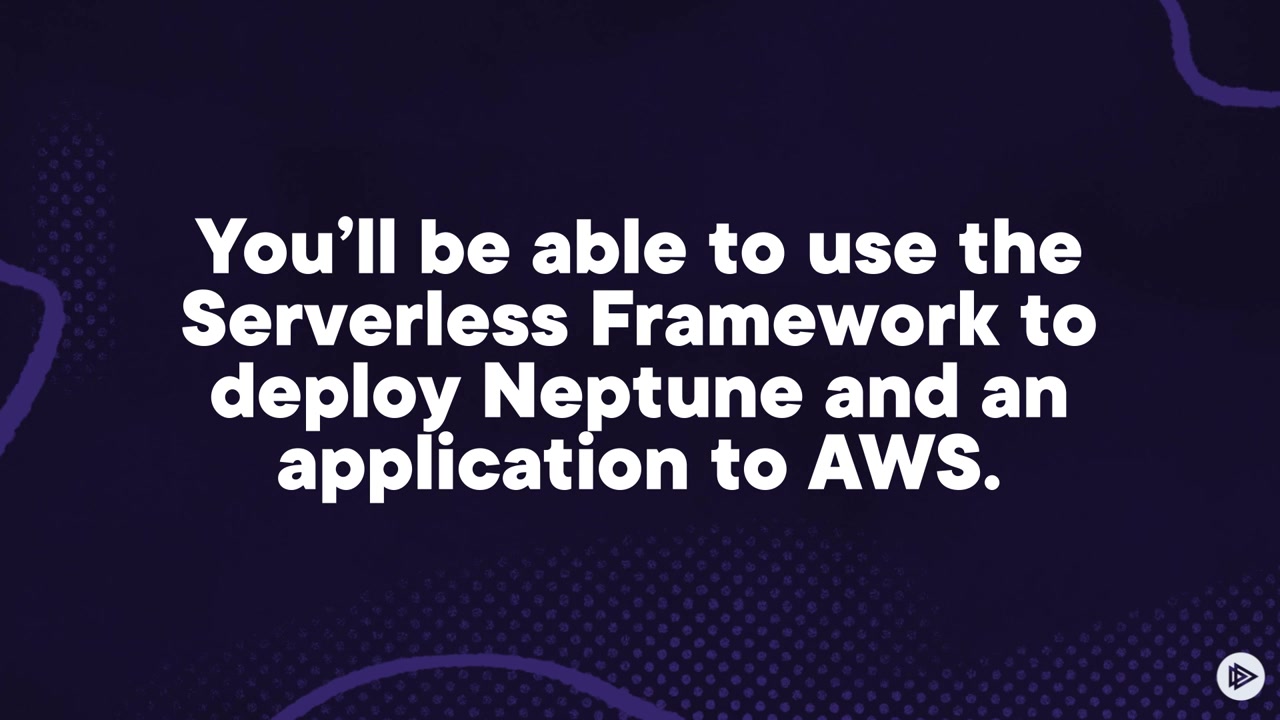 You’ll be able to use the
Serverless Framework to
deploy Neptune and an
application to AWS.